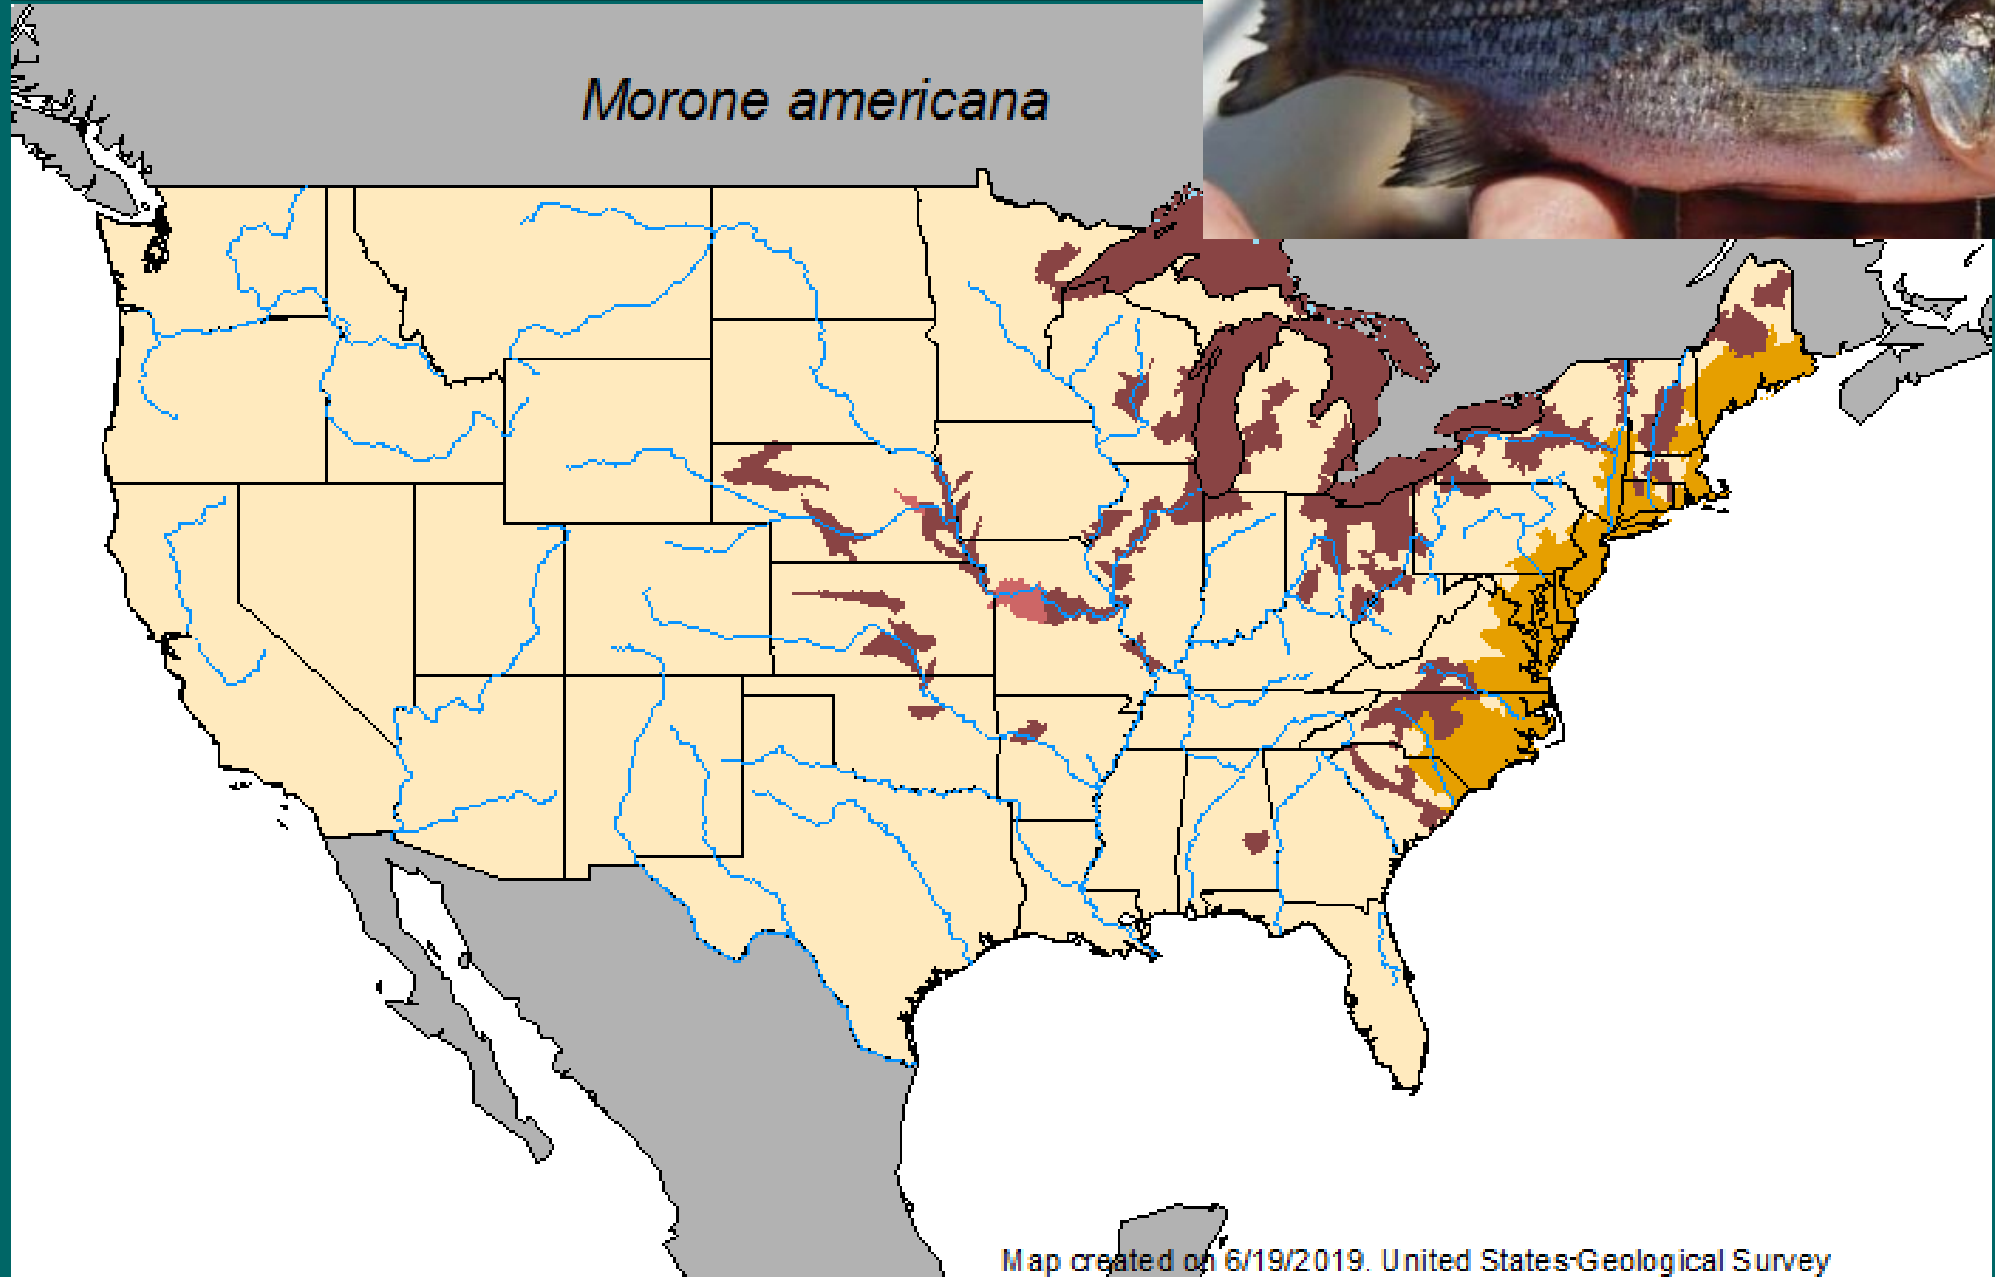 Morone americana
Map created on 6/19/2019. United States Geological Survey